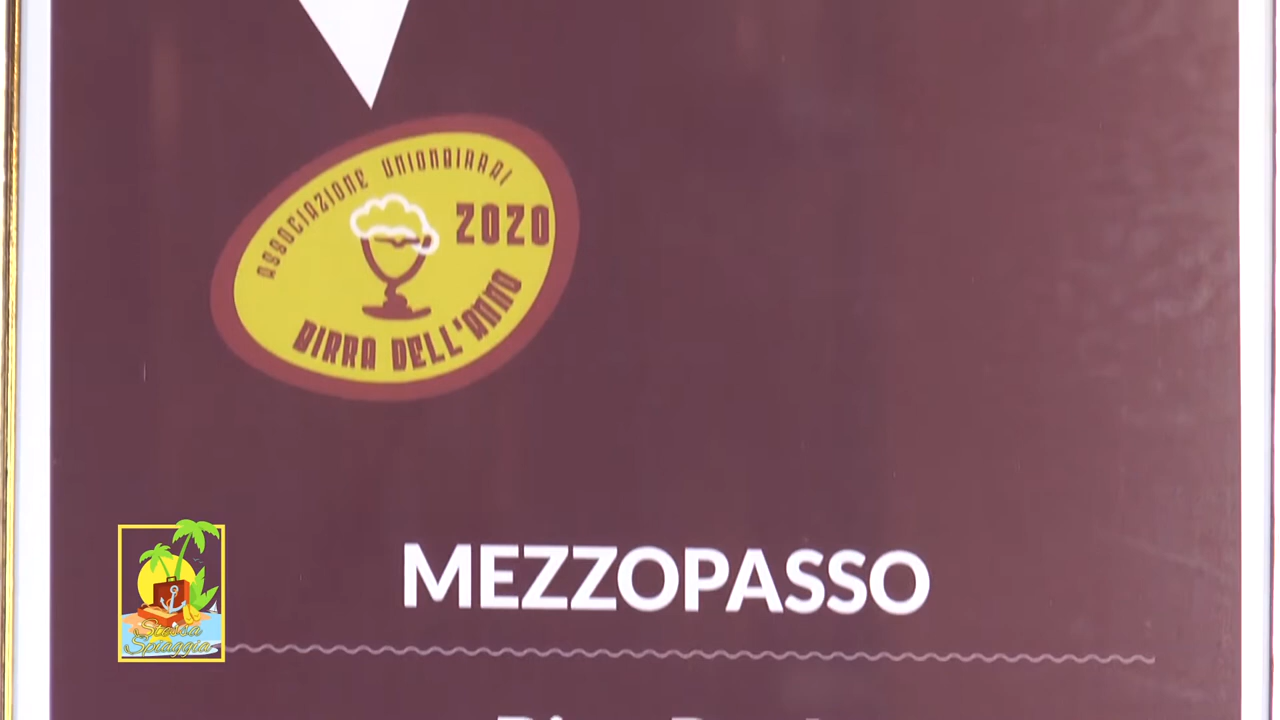 ASSOCIAZIONE UNIONBIRRAI
2020
BIRRA DELL'ANNO
MEZZOPASSO
Stessa
Spiaggia